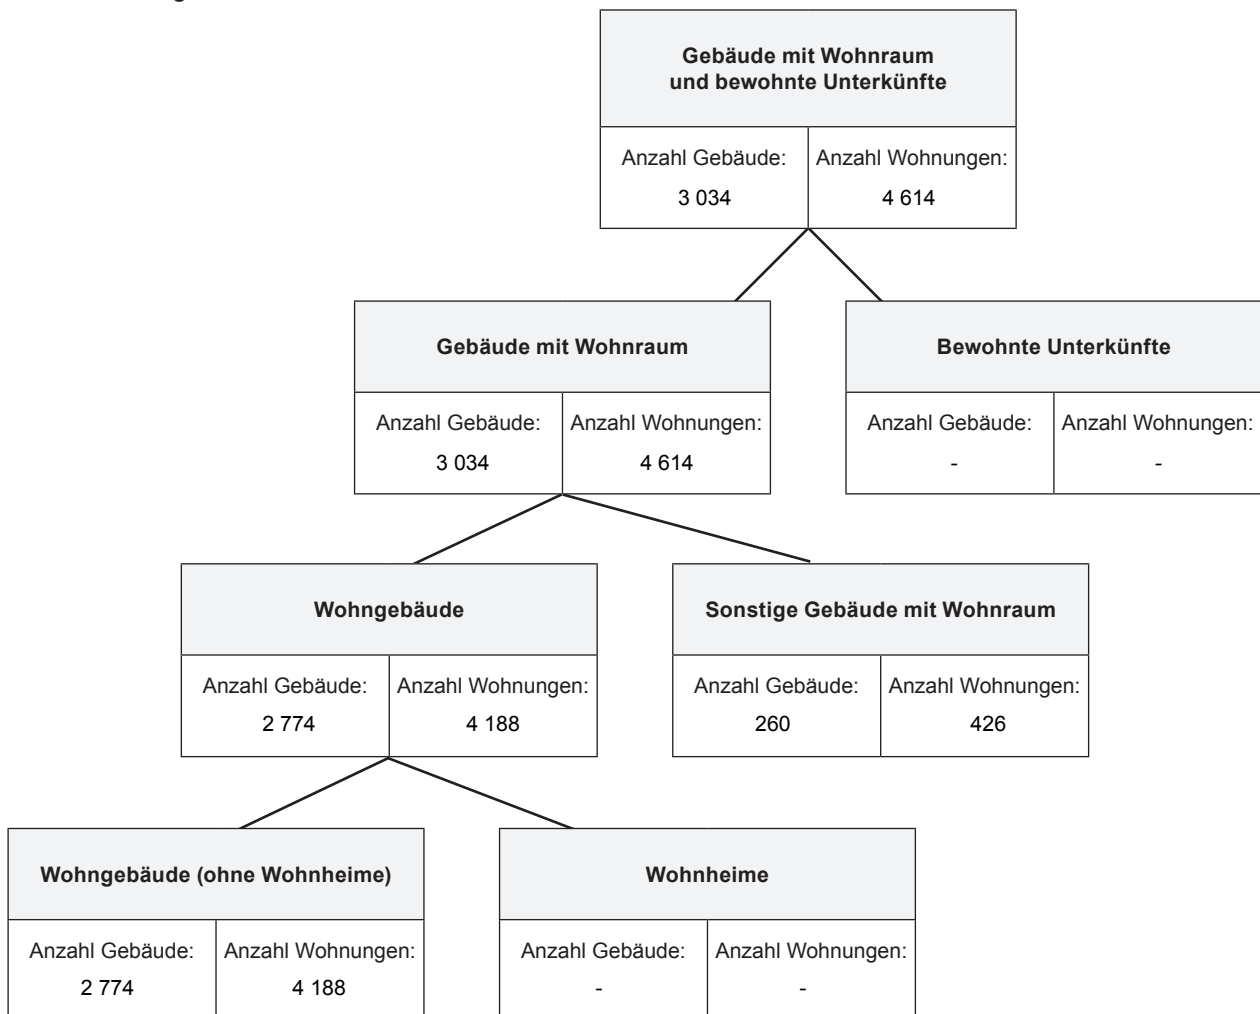 Gebäude mit Wohnraum
und bewohnte Unterkünfte
Anzahl Gebäude: Anzahl Wohnungen:
3 034 4 614
Gebäude mit Wohnraum
Anzahl Gebäude: Anzahl Wohnungen:
3 034 4 614
Bewohnte Unterkünfte
Anzahl Gebäude: Anzahl Wohnungen:
- -
Wohngebäude
Anzahl Gebäude: Anzahl Wohnungen:
2 774 4 188
Sonstige Gebäude mit Wohnraum
Anzahl Gebäude: Anzahl Wohnungen:
260 426
Wohngebäude (ohne Wohnheime)
Anzahl Gebäude: Anzahl Wohnungen:
2 774 4 188
Wohnheime
Anzahl Gebäude: Anzahl Wohnungen:
- -